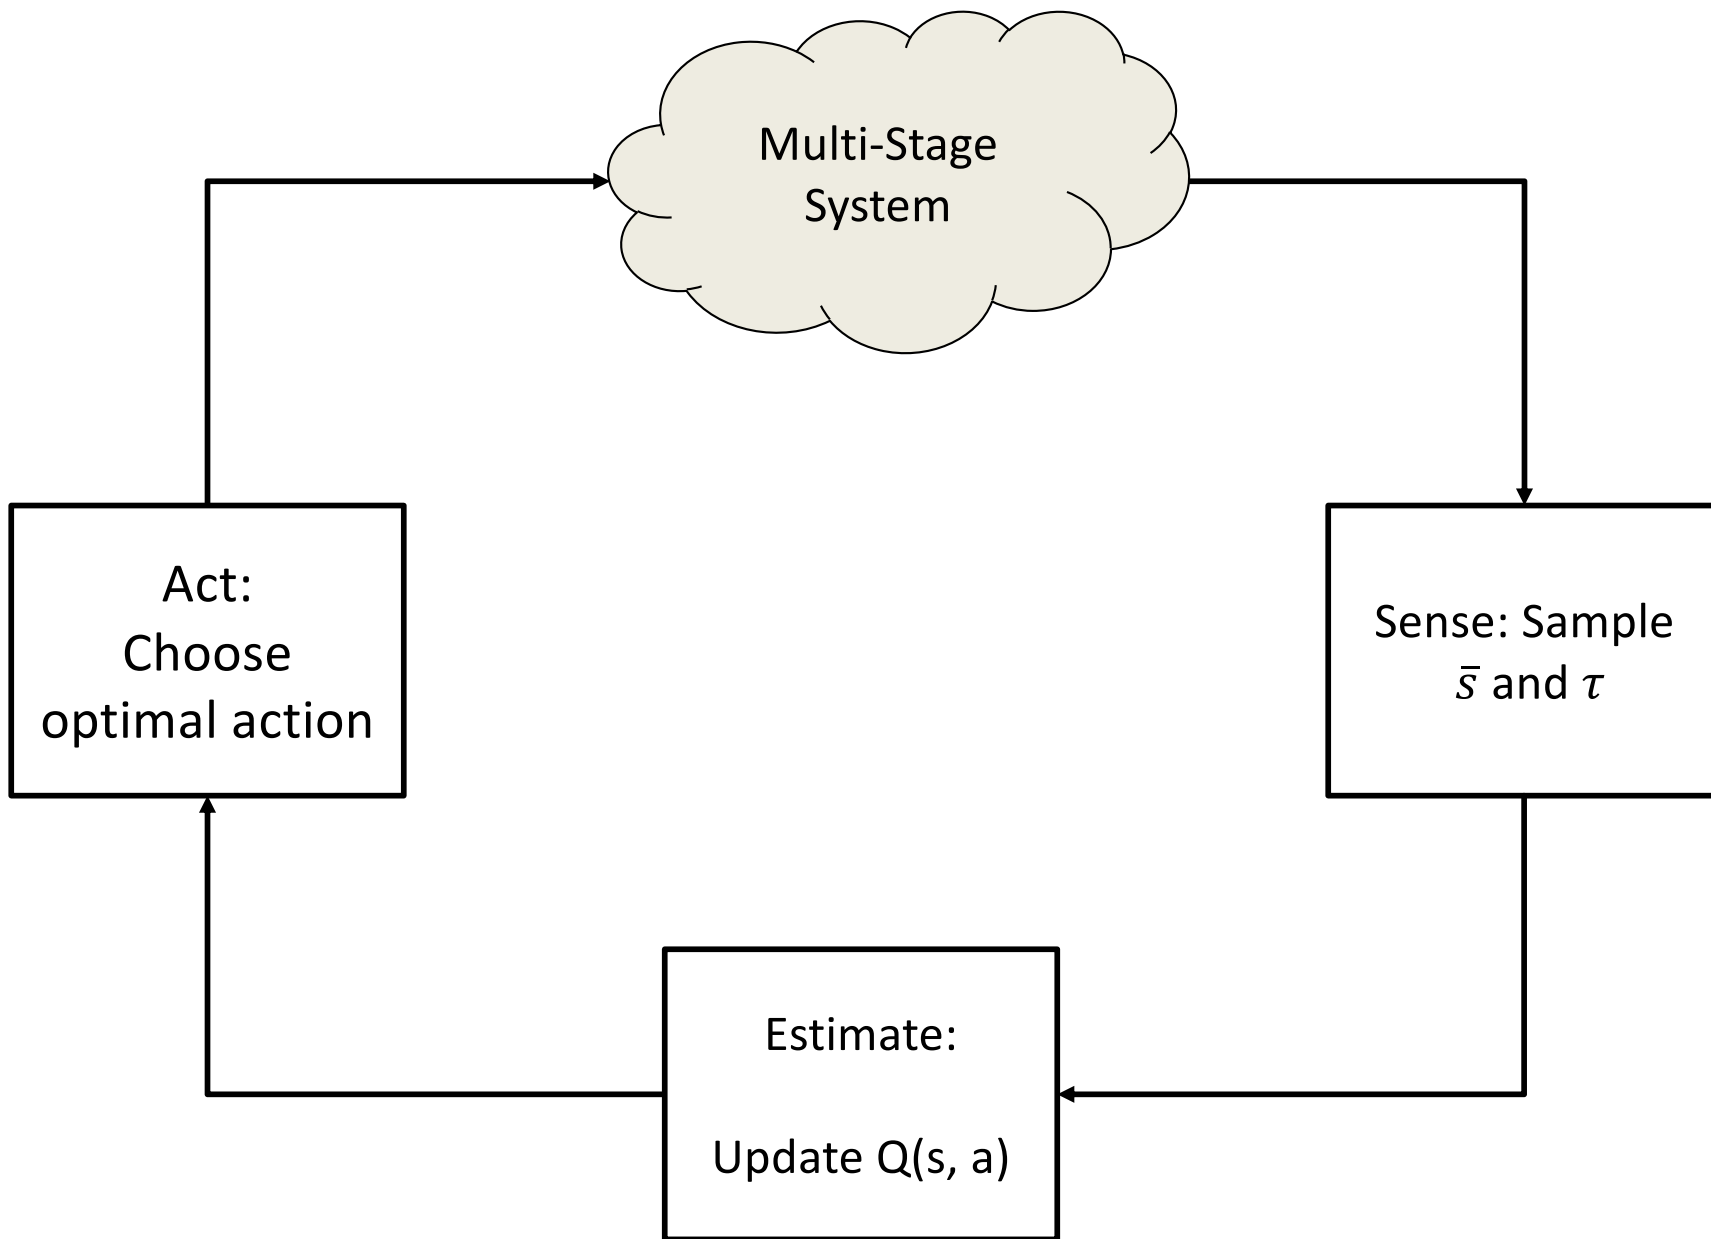 Multi-Stage
System
Act:
Choose
optimal action
Sense: Sample
s̄ and τ
Estimate:
Update Q(s, a)